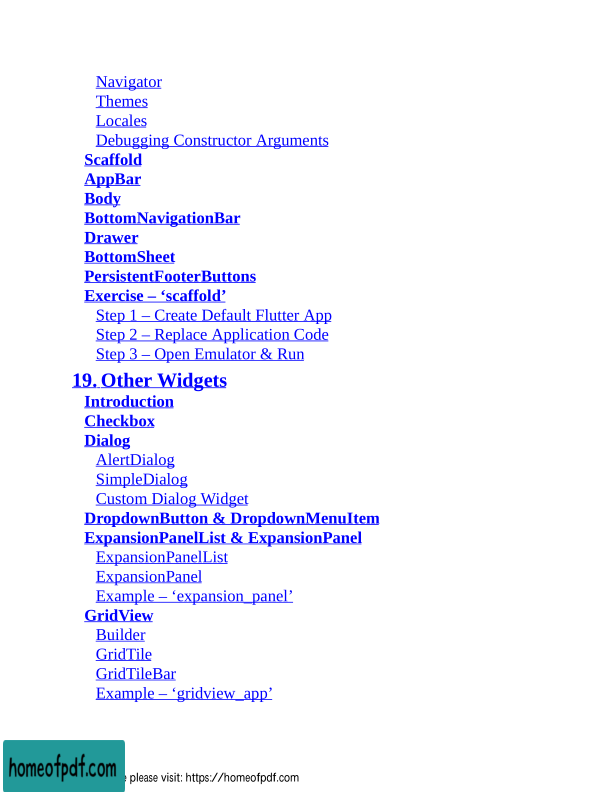 Navigator
Themes
Locales
Debugging Constructor Arguments
Scaffold
AppBar
Body
BottomNavigationBar
Drawer
BottomSheet
PersistentFooterButtons
Exercise – ‘scaffold’
Step 1 – Create Default Flutter App
Step 2 – Replace Application Code
Step 3 – Open Emulator & Run
19. Other Widgets
Introduction
Checkbox
Dialog
AlertDialog
SimpleDialog
Custom Dialog Widget
DropdownButton & DropdownMenuItem
ExpansionPanelList & ExpansionPanel
ExpansionPanelList
ExpansionPanel
Example – ‘expansion_panel’
GridView
Builder
GridTile
GridTileBar
Example – ‘gridview_app’
homeofpdf.com
please visit: https://homeofpdf.com